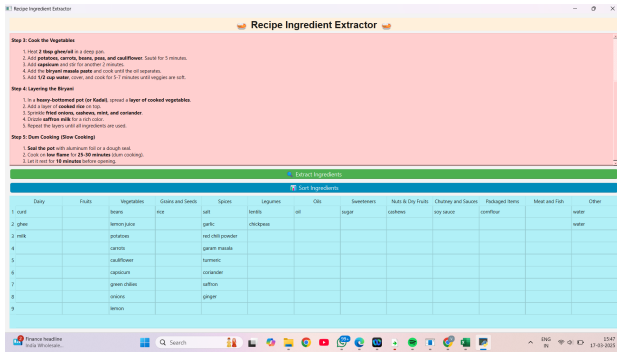 Recipe Ingredient Extractor
Recipe Ingredient Extractor
Step 3: Cook the Vegetables
1. Heat 2 tbsp ghee/oil in a deep pan.
2. Add potatoes, carrots, beans, peas, and cauliflower. Sauté for 5 minutes.
3. Add capsicum and stir for another 2 minutes.
4. Add the biryani masala paste and cook until the oil separates.
5. Add 1/2 cup water, cover, and cook for 5-7 minutes until veggies are soft.
Step 4: Layering the Biryani
1. In a heavy-bottomed pot (or Kadai), spread a layer of cooked vegetables.
2. Add a layer of cooked rice on top.
3. Sprinkle fried onions, cashews, mint, and coriander.
4. Drizzle saffron milk for a rich color.
5. Repeat the layers until all ingredients are used.
Step 5: Dum Cooking (Slow Cooking)
1. Seal the pot with aluminum foil or a dough seal.
2. Cook on low flame for 25-30 minutes (dum cooking).
3. Let it rest for 10 minutes before opening.
Extract Ingredients
Sort Ingredients
Dairy Fruits Vegetables Grains and Seeds Spices Legumes Oils Sweeteners Nuts & Dry Fruits Chutney and Sauces Packaged Items Meat and Fish Other
1 curd beans rice salt lentils oil sugar cashews soy sauce cornflour water
2 ghee lemon juice garlic chickpeas water
3 milk potatoes red chili powder
4 carrots garam masala
5 cauliflower turmeric
6 capsicum coriander
7 green chilies saffron
8 onions ginger
9 lemon
Finance headline
India Wholesale...
Search
99+
ENG
IN
15:47
17-03-2025